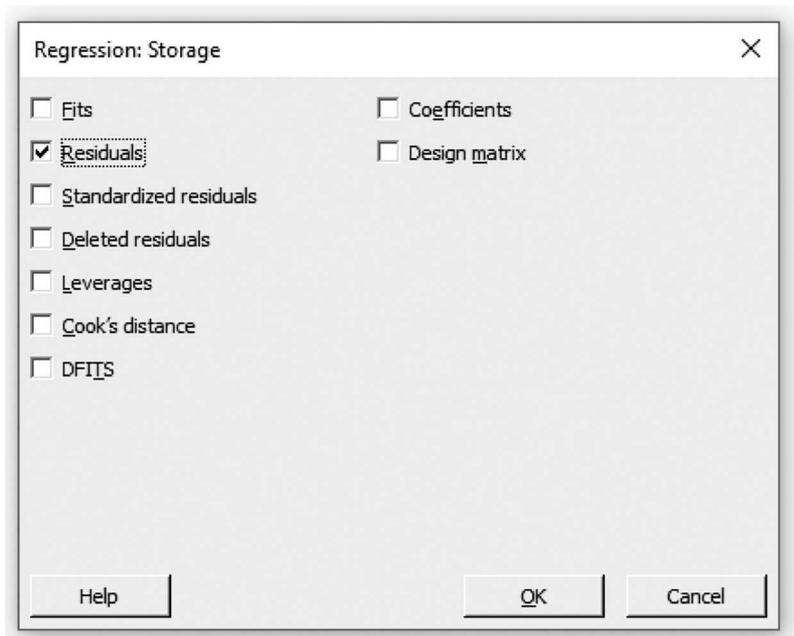 Regression: Storage
Fits
Coefficients
Residuals
Design matrix
Standardized residuals
Deleted residuals
Leverages
Cook's distance
DFITS
Help
OK
Cancel